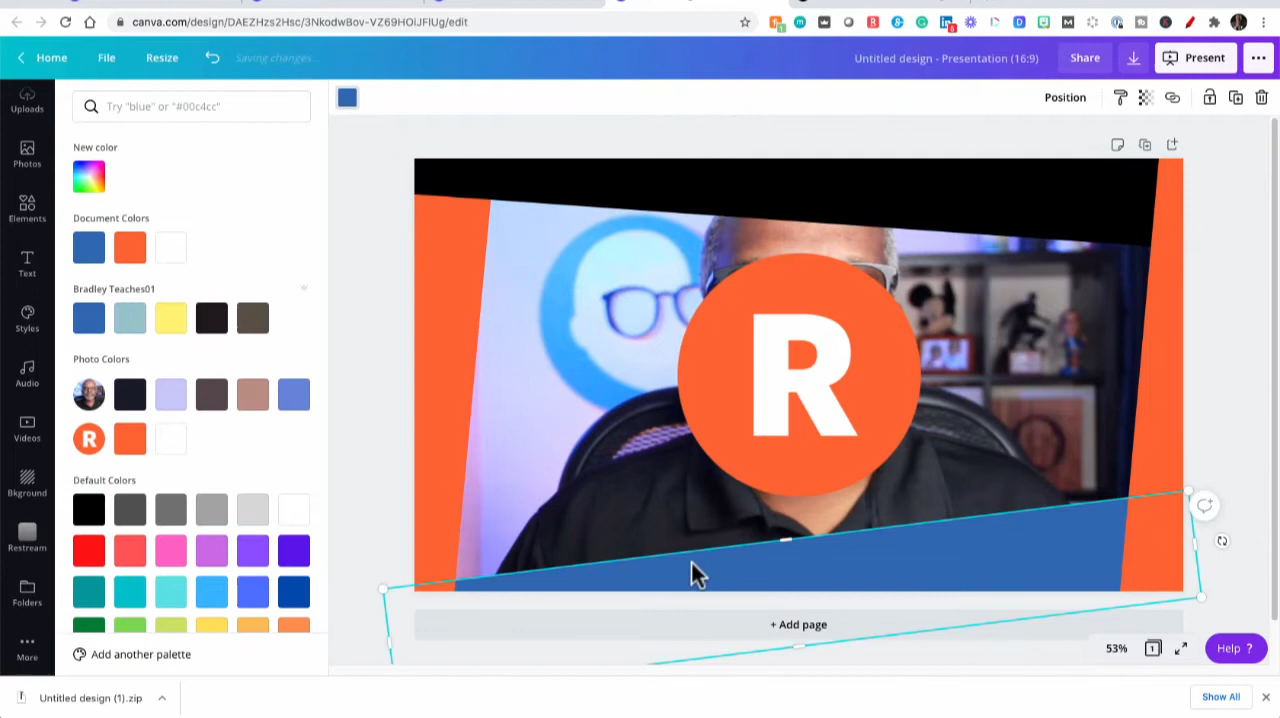 canva.com/design/DAEZHzs2Hsc/3NkodwBov-VZ69HOiJFlUg/edit
Home File Resize Saving changes... Untitled design - Presentation (16:9) Share Present
Uploads
Photos
Elements
Text
Styles
Audio
Videos
Bkground
Restream
Folders
More
Try "blue" or "#00c4cc"
New color
Document Colors
Bradley Teaches01
Photo Colors
R
Default Colors
Add another palette
Position
R
+ Add page
53% 1 Help ?
Untitled design (1).zip
Show All